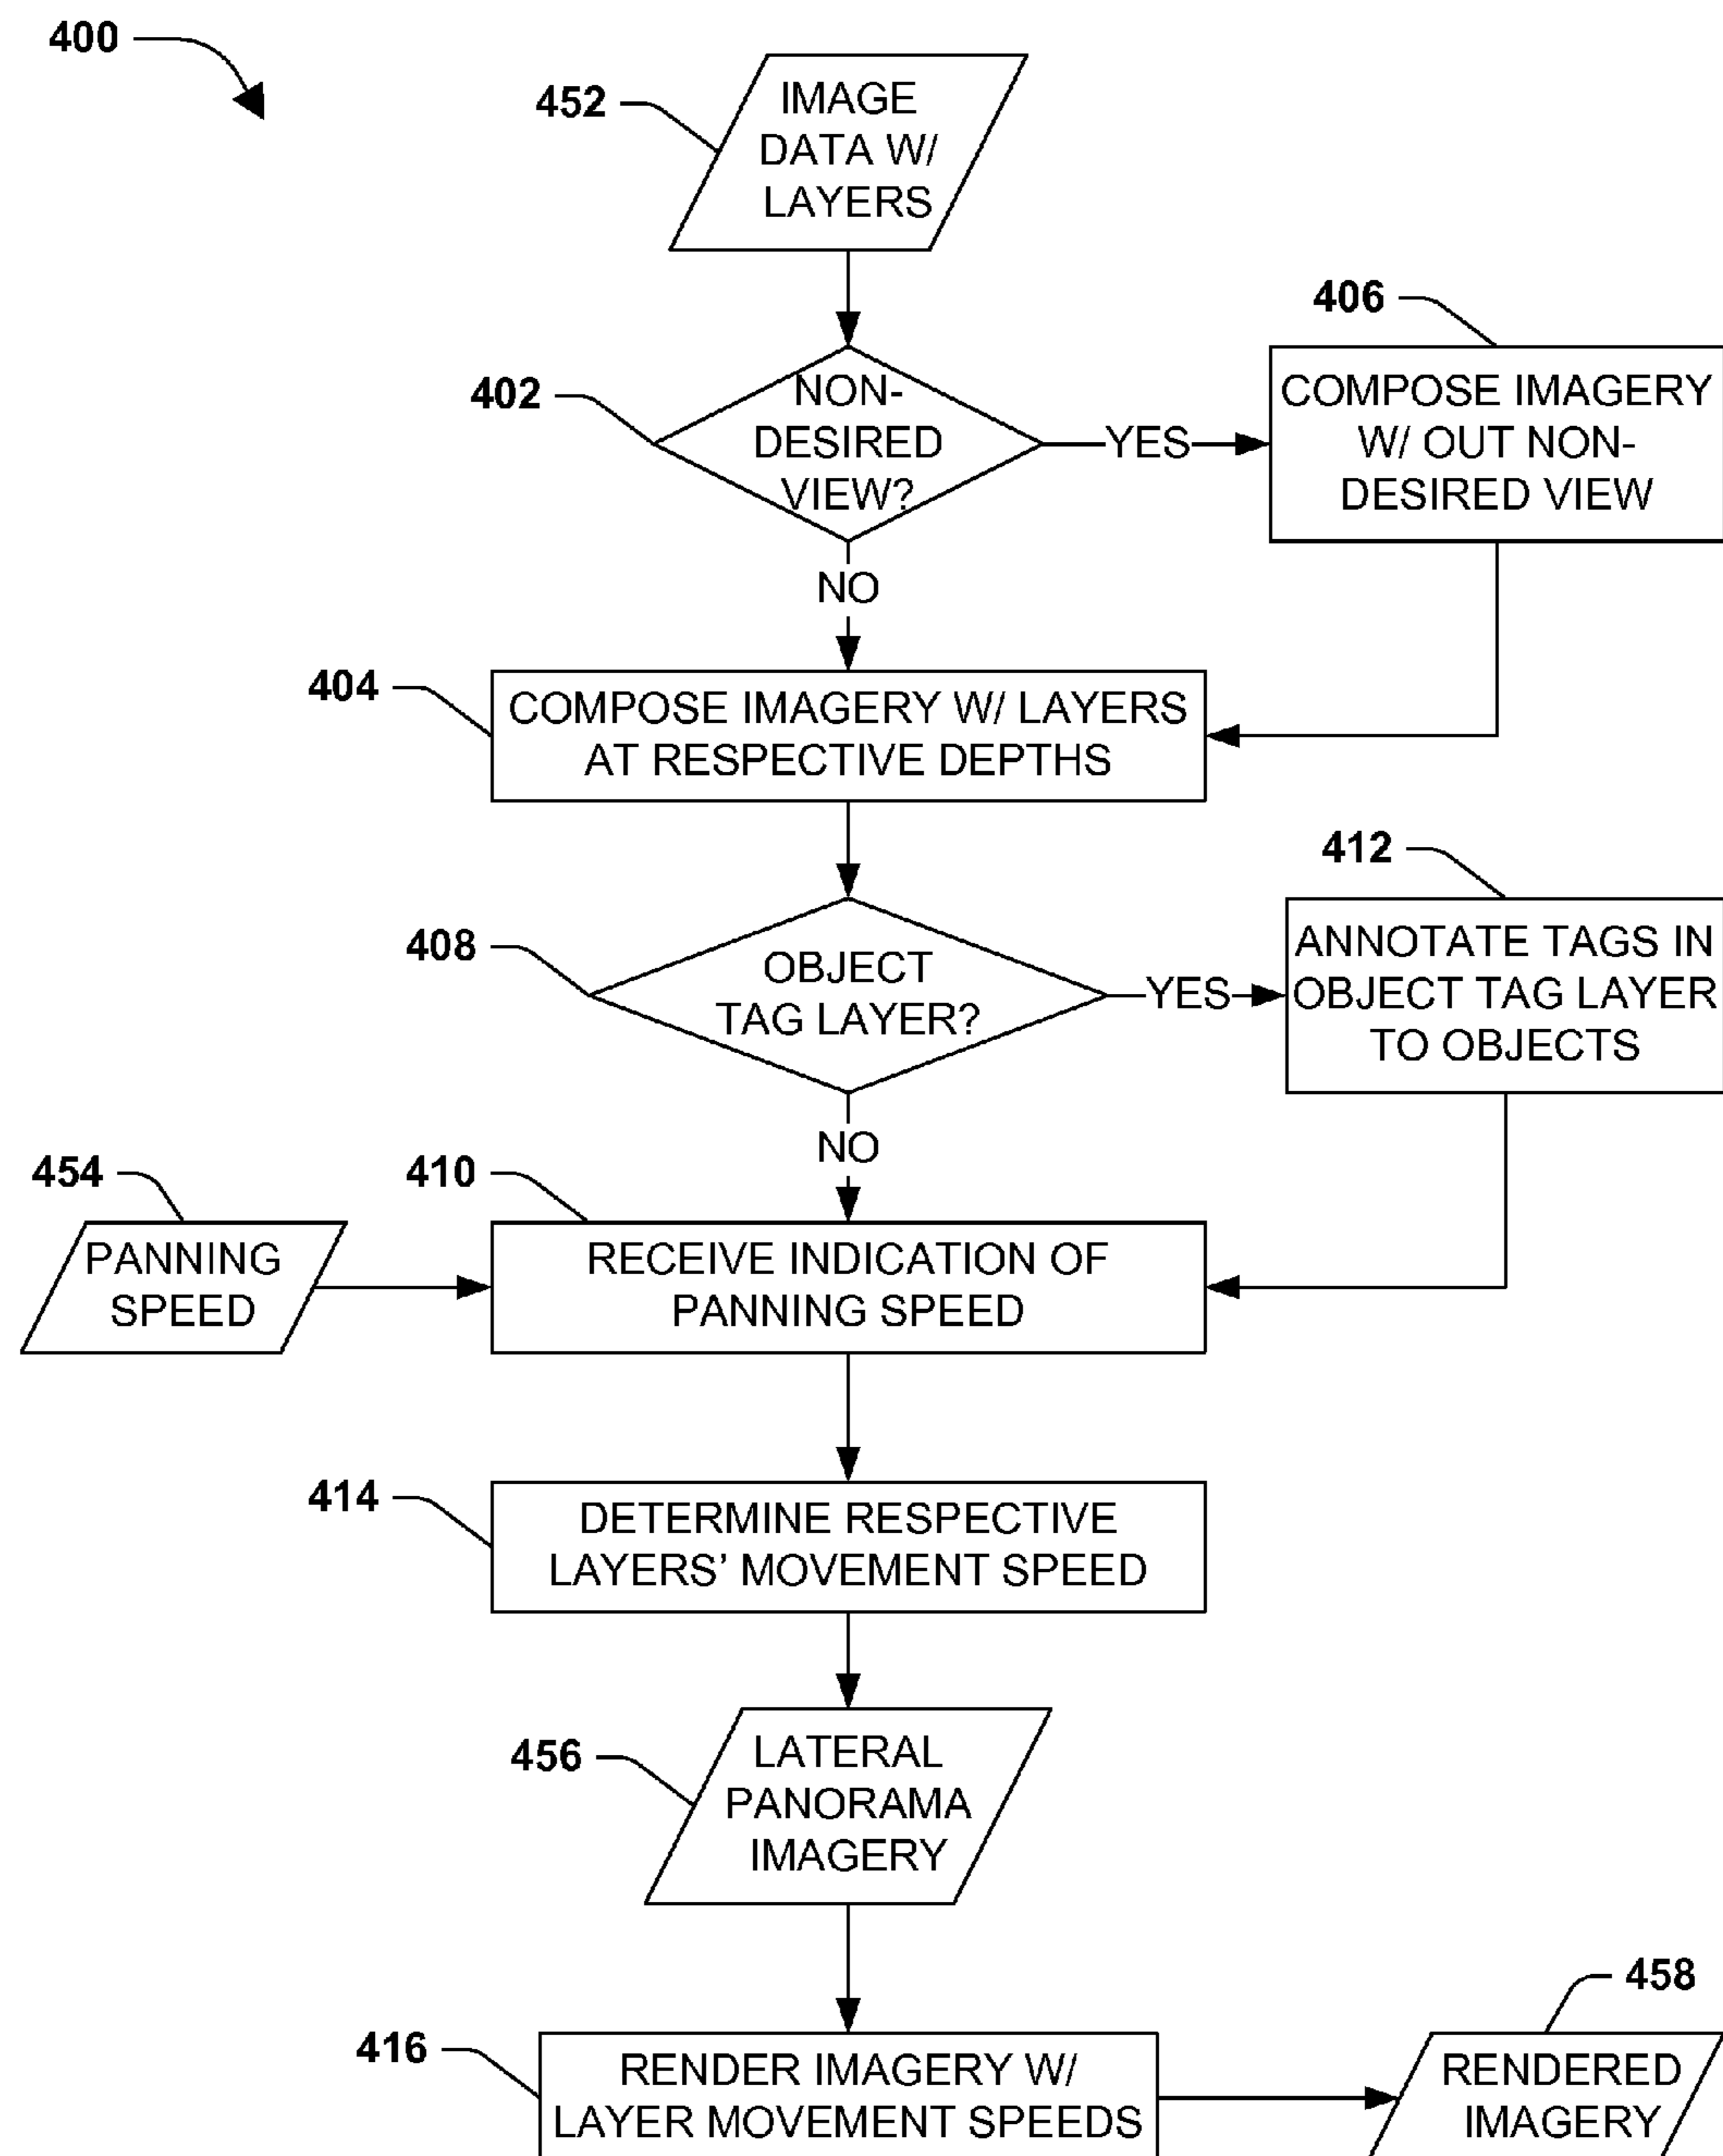 400
452
IMAGE
DATA W/
LAYERS
406
402
NON-
DESIRED
VIEW?
YES
COMPOSE IMAGERY
W/ OUT NON-
DESIRED VIEW
NO
404
COMPOSE IMAGERY W/ LAYERS
AT RESPECTIVE DEPTHS
412
408
OBJECT
TAG LAYER?
YES
ANNOTATE TAGS IN
OBJECT TAG LAYER
TO OBJECTS
NO
454
410
PANNING
SPEED
RECEIVE INDICATION OF
PANNING SPEED
414
DETERMINE RESPECTIVE
LAYERS’ MOVEMENT SPEED
456
LATERAL
PANORAMA
IMAGERY
458
416
RENDER IMAGERY W/
LAYER MOVEMENT SPEEDS
RENDERED
IMAGERY